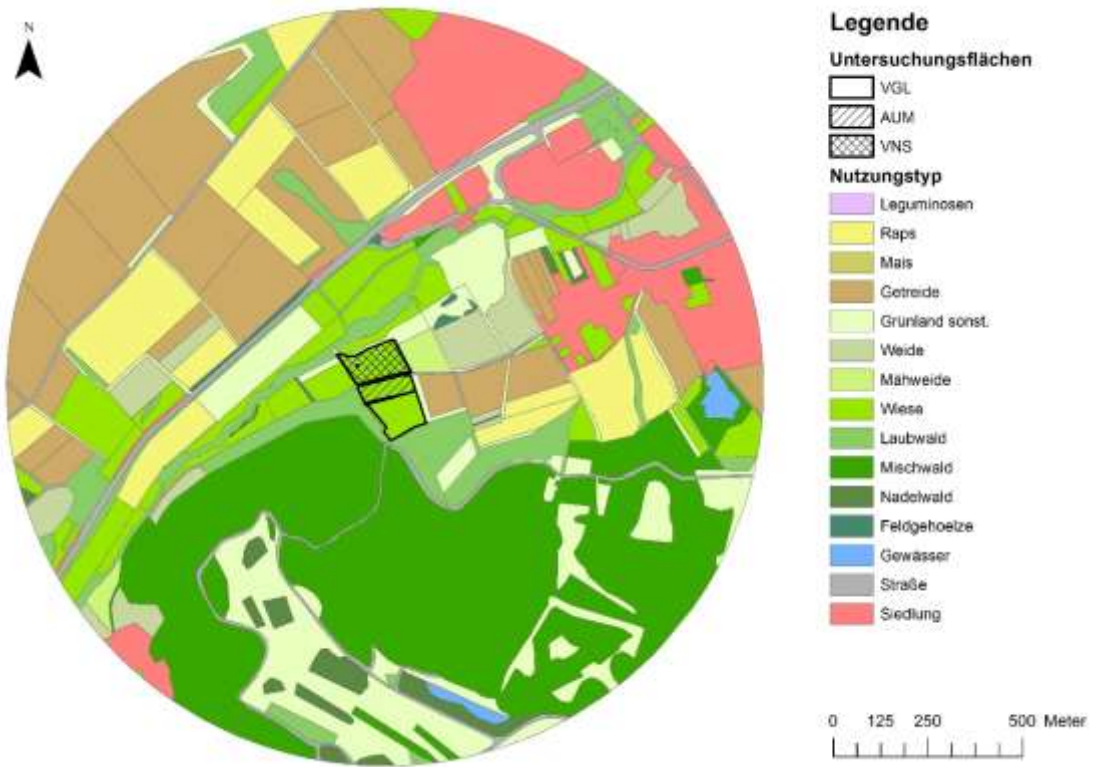 N
Legende
Untersuchungsflächen
VGL
AUM
VNS
Nutzungstyp
Leguminosen
Raps
Mais
Getreide
Grünland sonst.
Weide
Mähweide
Wiese
Laubwald
Mischwald
Nadelwald
Feldgehoelze
Gewässer
Straße
Siedlung
0 125 250 500 Meter